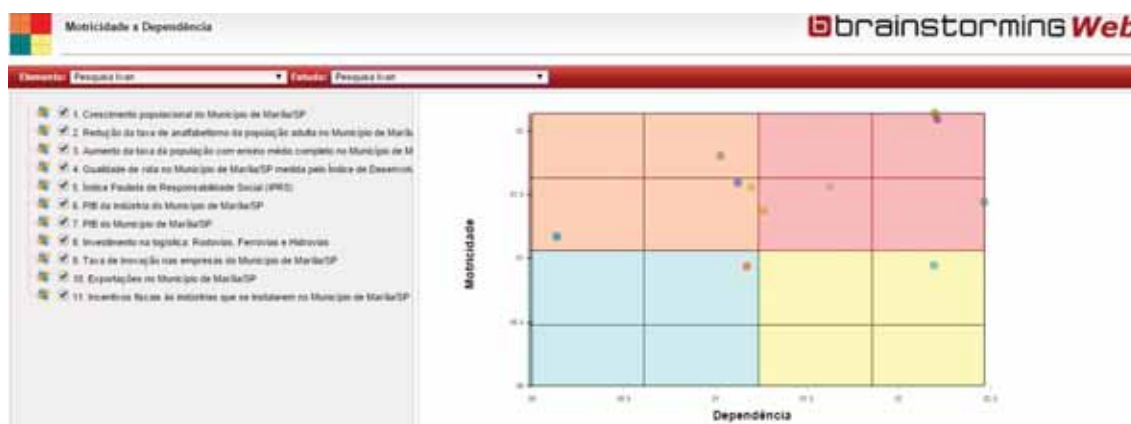 Motricidade x Dependência
brainstorming Web
Elemento: Pesquisa Ivan Estudo: Pesquisa Ivan
1. Crescimento populacional do Município de Marília/SP
2. Redução da taxa de analfabetismo da população adulta no Município de Maríli
3. Aumento da taxa da população com ensino médio completo no Município de M
4. Qualidade de vida no Município de Marília/SP medida pelo Índice de Desenvol
5. Índice Paulista de Responsabilidade Social (IPRS)
6. PIB da indústria do Município de Marília/SP
7. PIB do Município de Marília/SP
8. Investimento na logística: Rodovias, Ferrovias e Hidrovias
9. Taxa de inovação nas empresas do Município de Marília/SP
10. Exportações no Município de Marília/SP
11. Incentivos fiscais às indústrias que se instalarem no Município de Marília/SP
Motricidade
Dependência